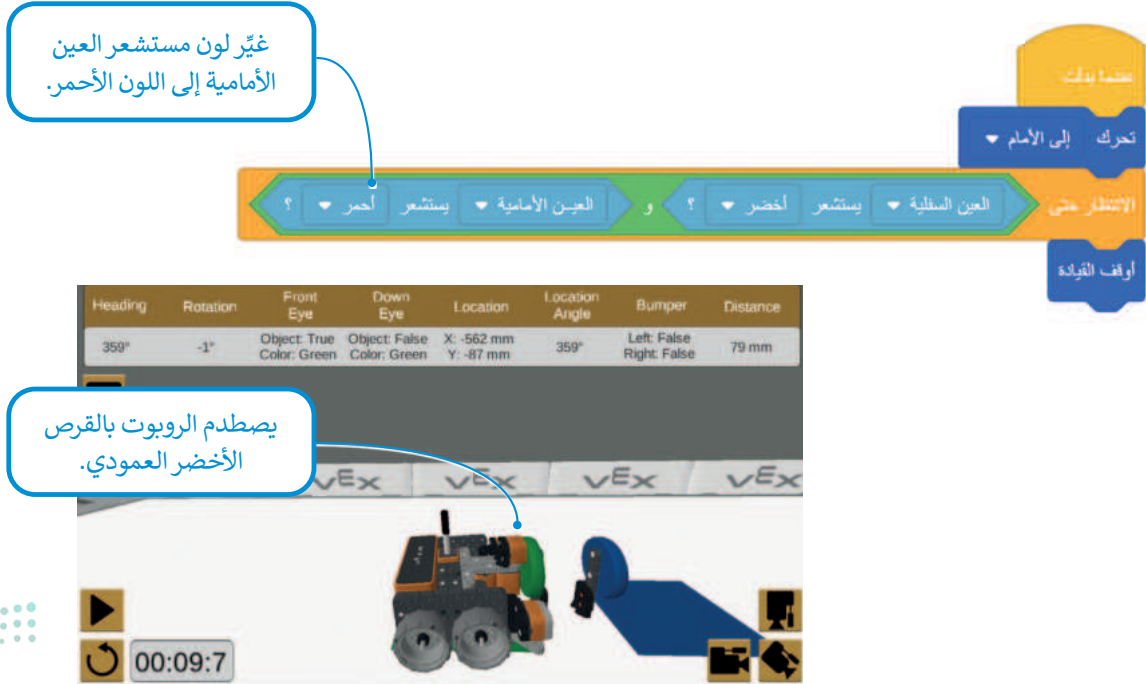 غيِّر لون مستشعر العين
الأمامية إلى اللون الأحمر.
عندما بدأت
تحرك إلى الأمام
الانتظار حتى العين السفلية يستشعر أخضر ؟ و العين الأمامية يستشعر أحمر ؟
أوقف القيادة
Heading Rotation Front Eye Down Eye Location Location Angle Bumper Distance
359° -1° Object: True Object: False X: -562 mm 359° Left: False 79 mm
Color: Green Color: Green Y: -87 mm Right: False
يصطدم الروبوت بالقرص
الأخضر العمودي.
VEX VEX VEX VEX
00:09:7